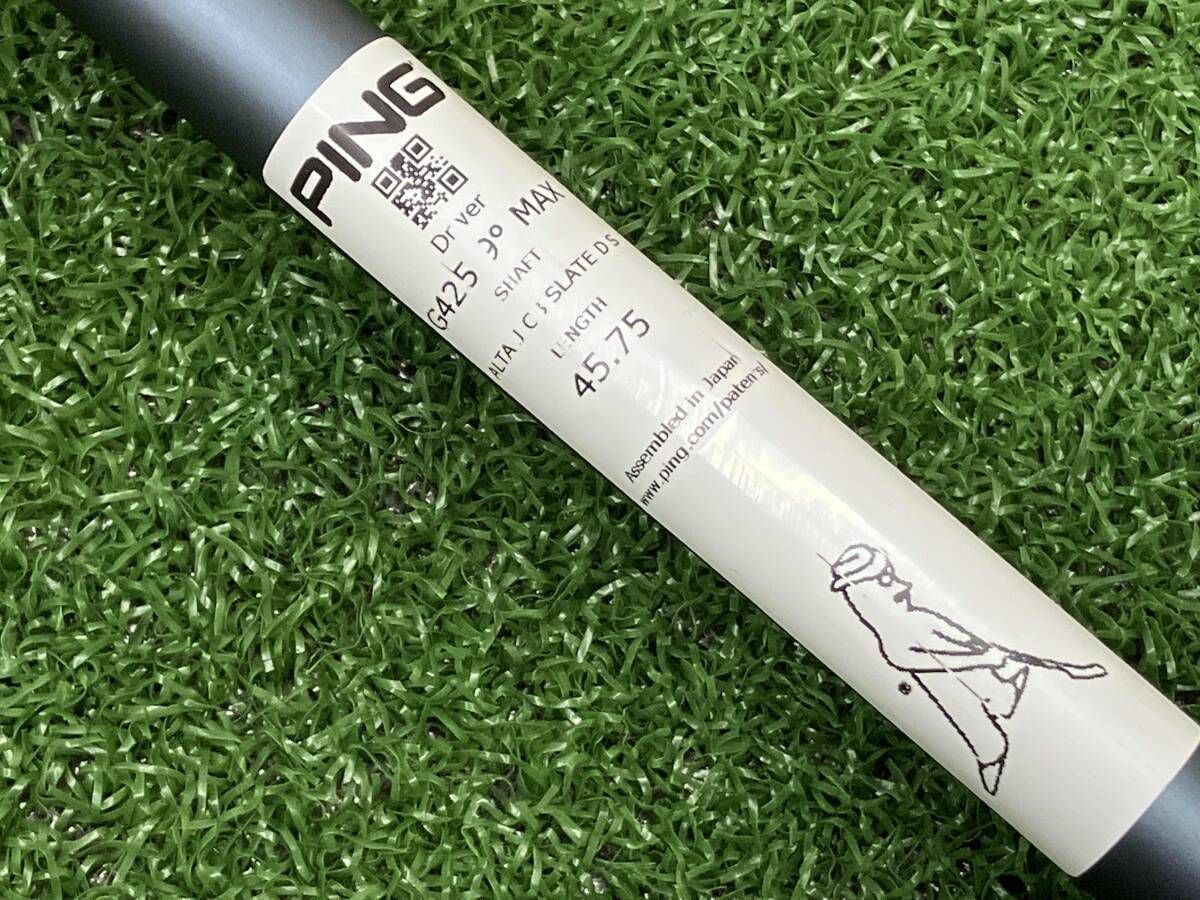 PING
Driver
G425 9° MAX
SHAFT
ALTA J CB SLATE D S
LENGTH
45.75
Assembled in Japan
www.ping.com/patents/